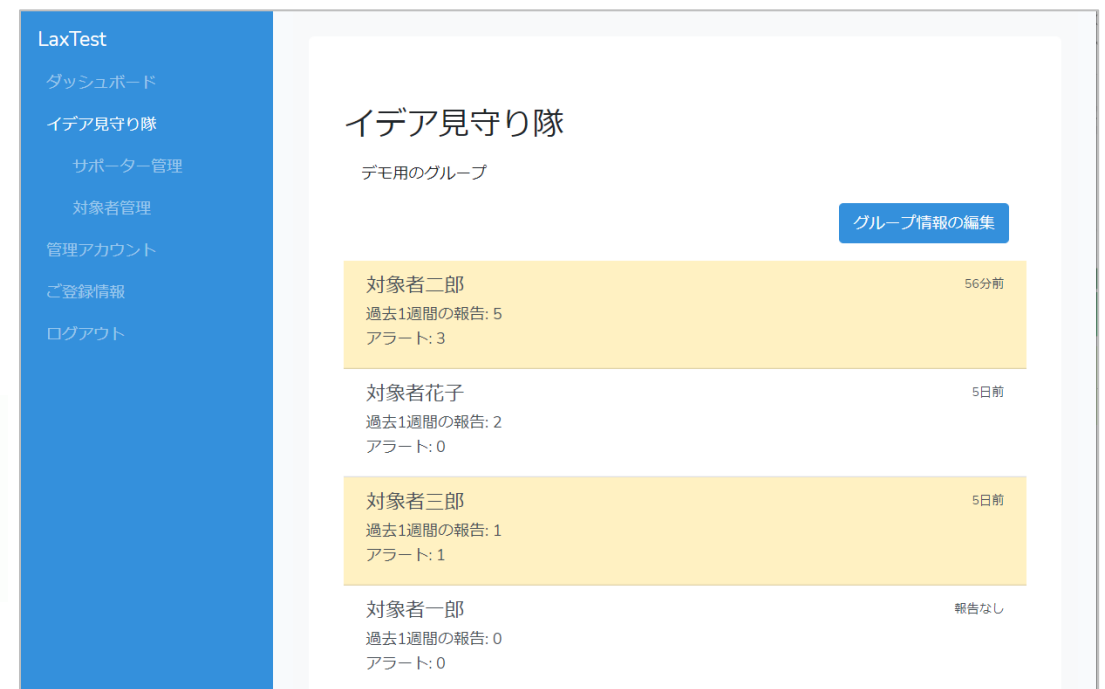 LaxTest
ダッシュボード
イデア見守り隊
サポーター管理
対象者管理
管理アカウント
ご登録情報
ログアウト
イデア見守り隊
デモ用のグループ
グループ情報の編集
対象者二郎
56分前
過去1週間の報告: 5
アラート: 3
対象者花子
5日前
過去1週間の報告: 2
アラート: 0
対象者三郎
5日前
過去1週間の報告: 1
アラート: 1
対象者一郎
報告なし
過去1週間の報告: 0
アラート: 0